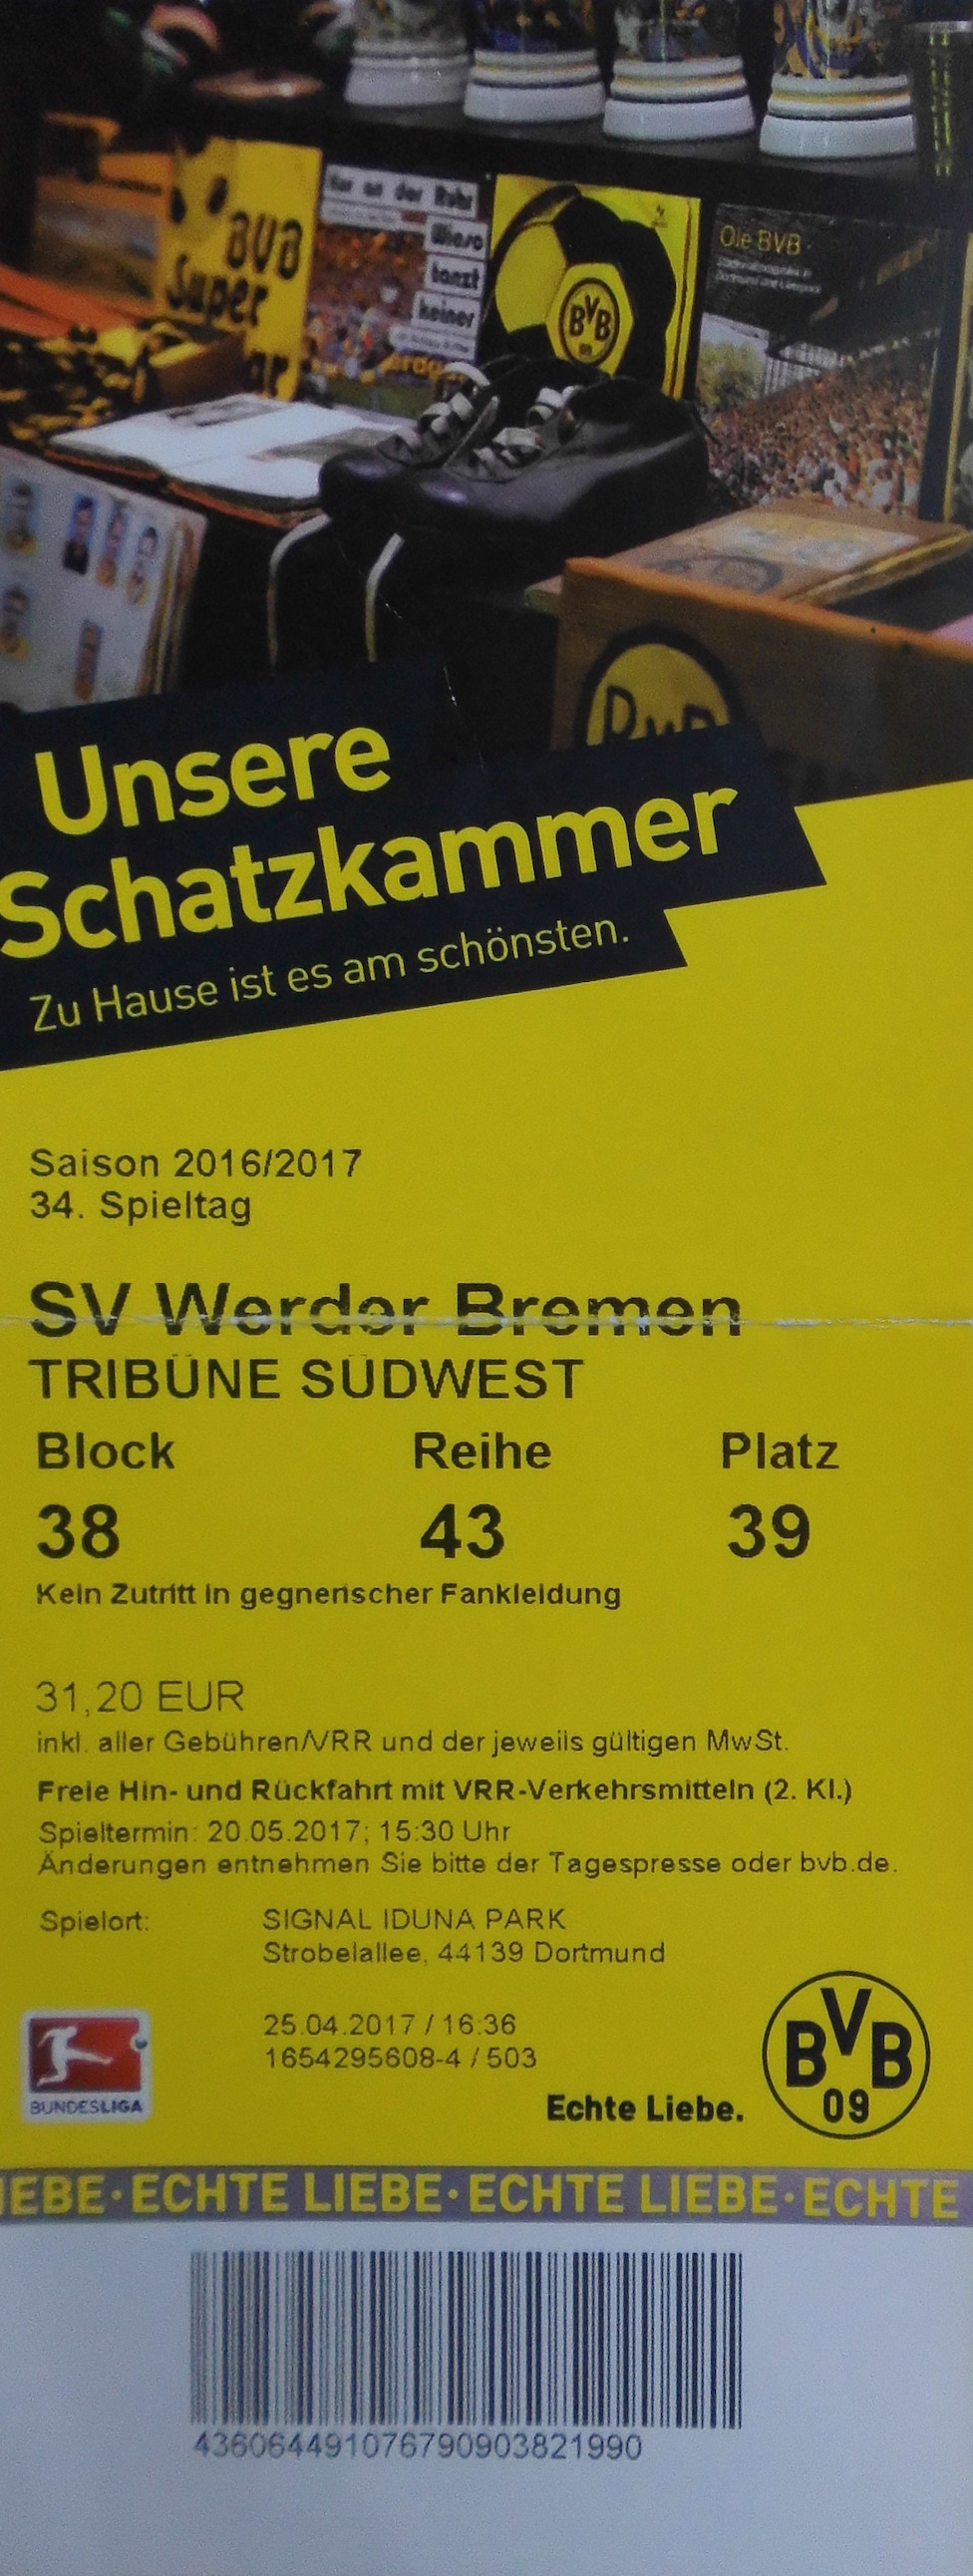 BVB
Super
nur an der Ruhr
Wieso
tanzt
keiner
BVB
09
Ole BVB
BVB
Unsere
Schatzkammer
Zu Hause ist es am schönsten.
Saison 2016/2017
34. Spieltag
SV Werder Bremen
TRIBÜNE SÜDWEST
Block Reihe Platz
38 43 39
Kein Zutritt in gegnerischer Fankleidung
31,20 EUR
inkl. aller Gebühren/VRR und der jeweils gültigen MwSt.
Freie Hin- und Rückfahrt mit VRR-Verkehrsmitteln (2. Kl.)
Spieltermin: 20.05.2017; 15:30 Uhr
Änderungen entnehmen Sie bitte der Tagespresse oder bvb.de.
Spielort: SIGNAL IDUNA PARK
Strobelallee, 44139 Dortmund
25.04.2017 / 16:36
1654295608-4 / 503
BUNDESLIGA
Echte Liebe.
BVB
09
IEBE · ECHTE LIEBE · ECHTE LIEBE · ECHTE
436064491076790903821990